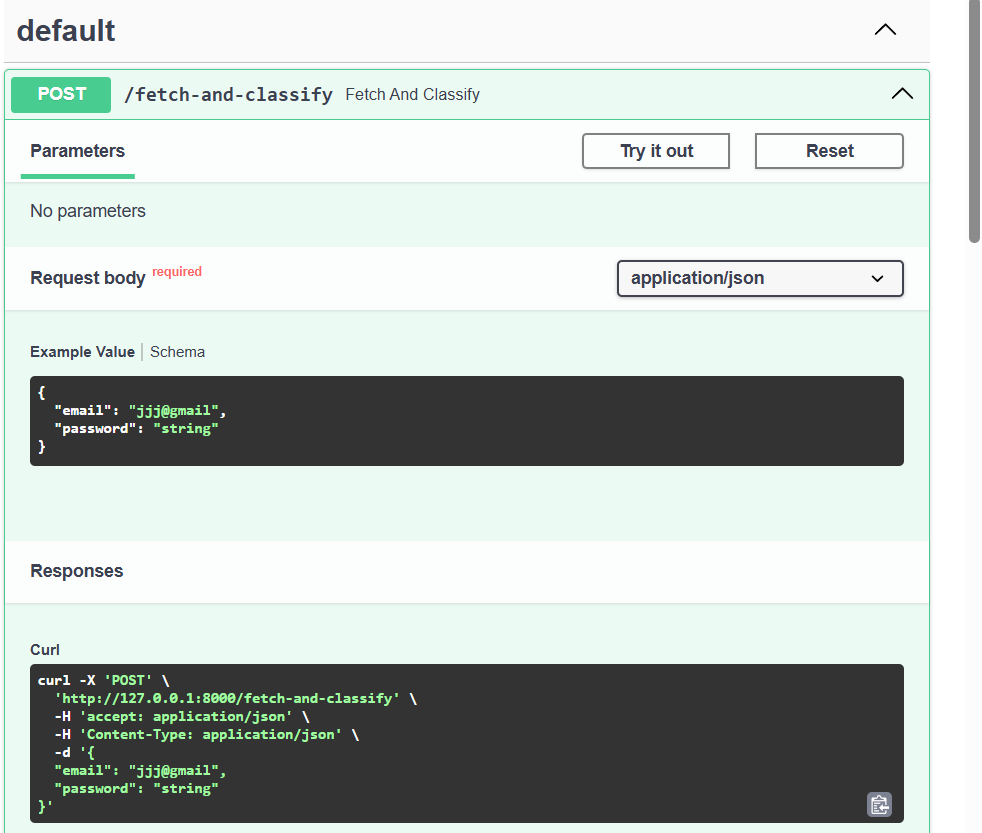 default
POST /fetch-and-classify Fetch And Classify
Parameters Try it out Reset
No parameters
Request body required application/json
Example Value Schema
{
  "email": "jjj@gmail",
  "password": "string"
}
Responses
Curl
curl -X 'POST' \
  'http://127.0.0.1:8000/fetch-and-classify' \
  -H 'accept: application/json' \
  -H 'Content-Type: application/json' \
  -d '{
  "email": "jjj@gmail",
  "password": "string"
}'